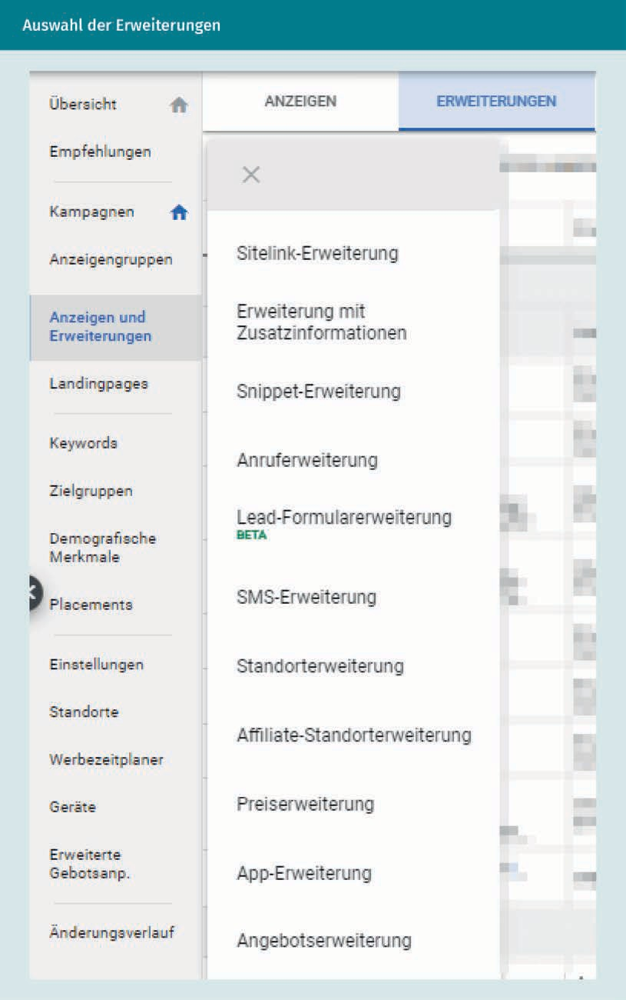 Auswahl der Erweiterungen
Übersicht
Empfehlungen
Kampagnen
Anzeigengruppen
Anzeigen und
Erweiterungen
Landingpages
Keywords
Zielgruppen
Demografische
Merkmale
Placements
Einstellungen
Standorte
Werbezeitplaner
Geräte
Erweiterte
Gebotsanp.
Änderungsverlauf
ANZEIGEN
ERWEITERUNGEN
Sitelink-Erweiterung
Erweiterung mit
Zusatzinformationen
Snippet-Erweiterung
Anruferweiterung
Lead-Formularerweiterung
BETA
SMS-Erweiterung
Standorterweiterung
Affiliate-Standorterweiterung
Preiserweiterung
App-Erweiterung
Angebotserweiterung